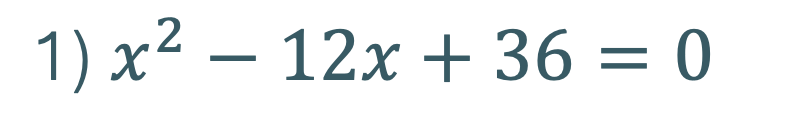 1) x² − 12x + 36 = 0